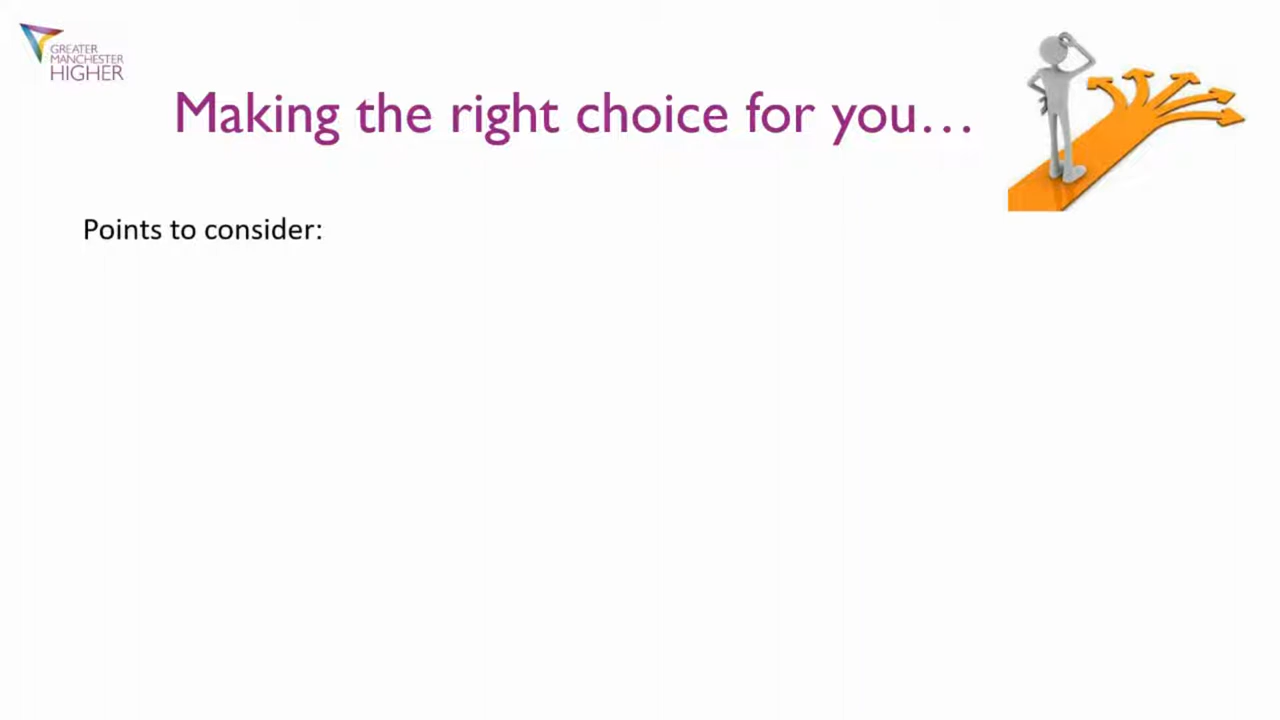 GREATER
MANCHESTER
HIGHER
Making the right choice for you…
Points to consider: